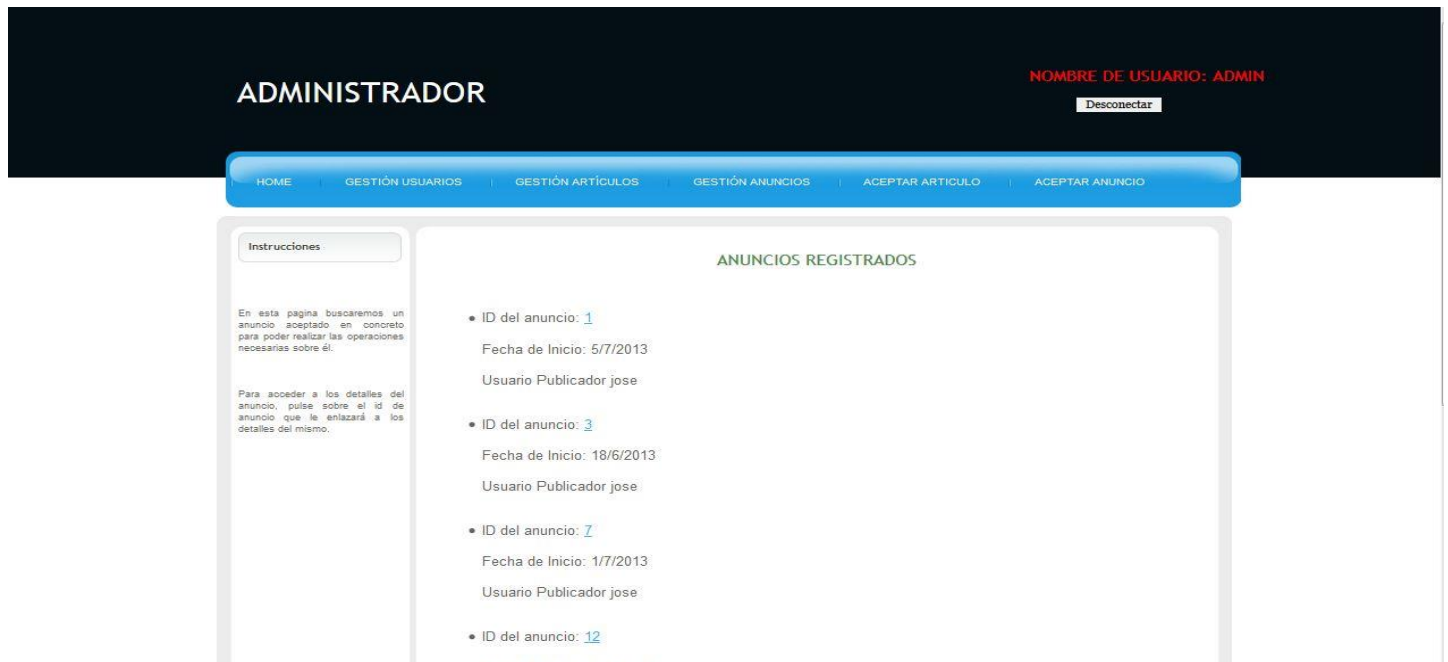 ADMINISTRADOR
NOMBRE DE USUARIO: ADMIN
Desconectar
HOME
GESTIÓN USUARIOS
GESTIÓN ARTÍCULOS
GESTIÓN ANUNCIOS
ACEPTAR ARTICULO
ACEPTAR ANUNCIO
Instrucciones
En esta pagina buscaremos un
anuncio aceptado en concreto
para poder realizar las operaciones
necesarias sobre él.
Para acceder a los detalles del
anuncio, pulse sobre el id de
anuncio que le enlazará a los
detalles del mismo.
ANUNCIOS REGISTRADOS
• ID del anuncio: 1
Fecha de Inicio: 5/7/2013
Usuario Publicador jose
• ID del anuncio: 3
Fecha de Inicio: 18/6/2013
Usuario Publicador jose
• ID del anuncio: 7
Fecha de Inicio: 1/7/2013
Usuario Publicador jose
• ID del anuncio: 12